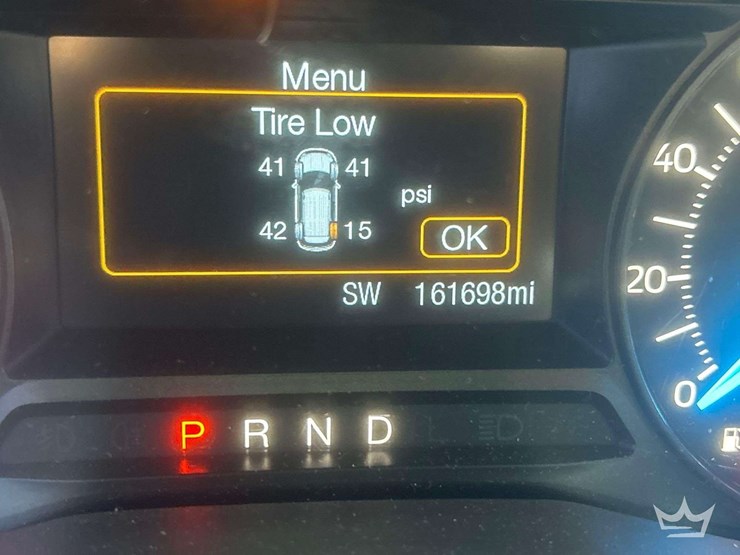 Menu
Tire Low
41 41
psi
42 15
OK
SW 161698mi
40
20
0
P R N D